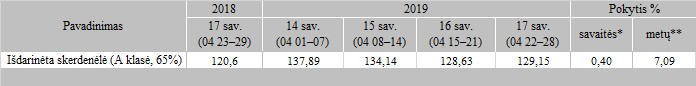 Pavadinimas
2018
2019
Pokytis %
17 sav.
(04 23–29)
14 sav.
(04 01–07)
15 sav.
(04 08–14)
16 sav.
(04 15–21)
17 sav.
(04 22–28)
savaitės*
metų**
Išdarinėta skerdenėlė (A klasė, 65%)
120,6
137,89
134,14
128,63
129,15
0,40
7,09